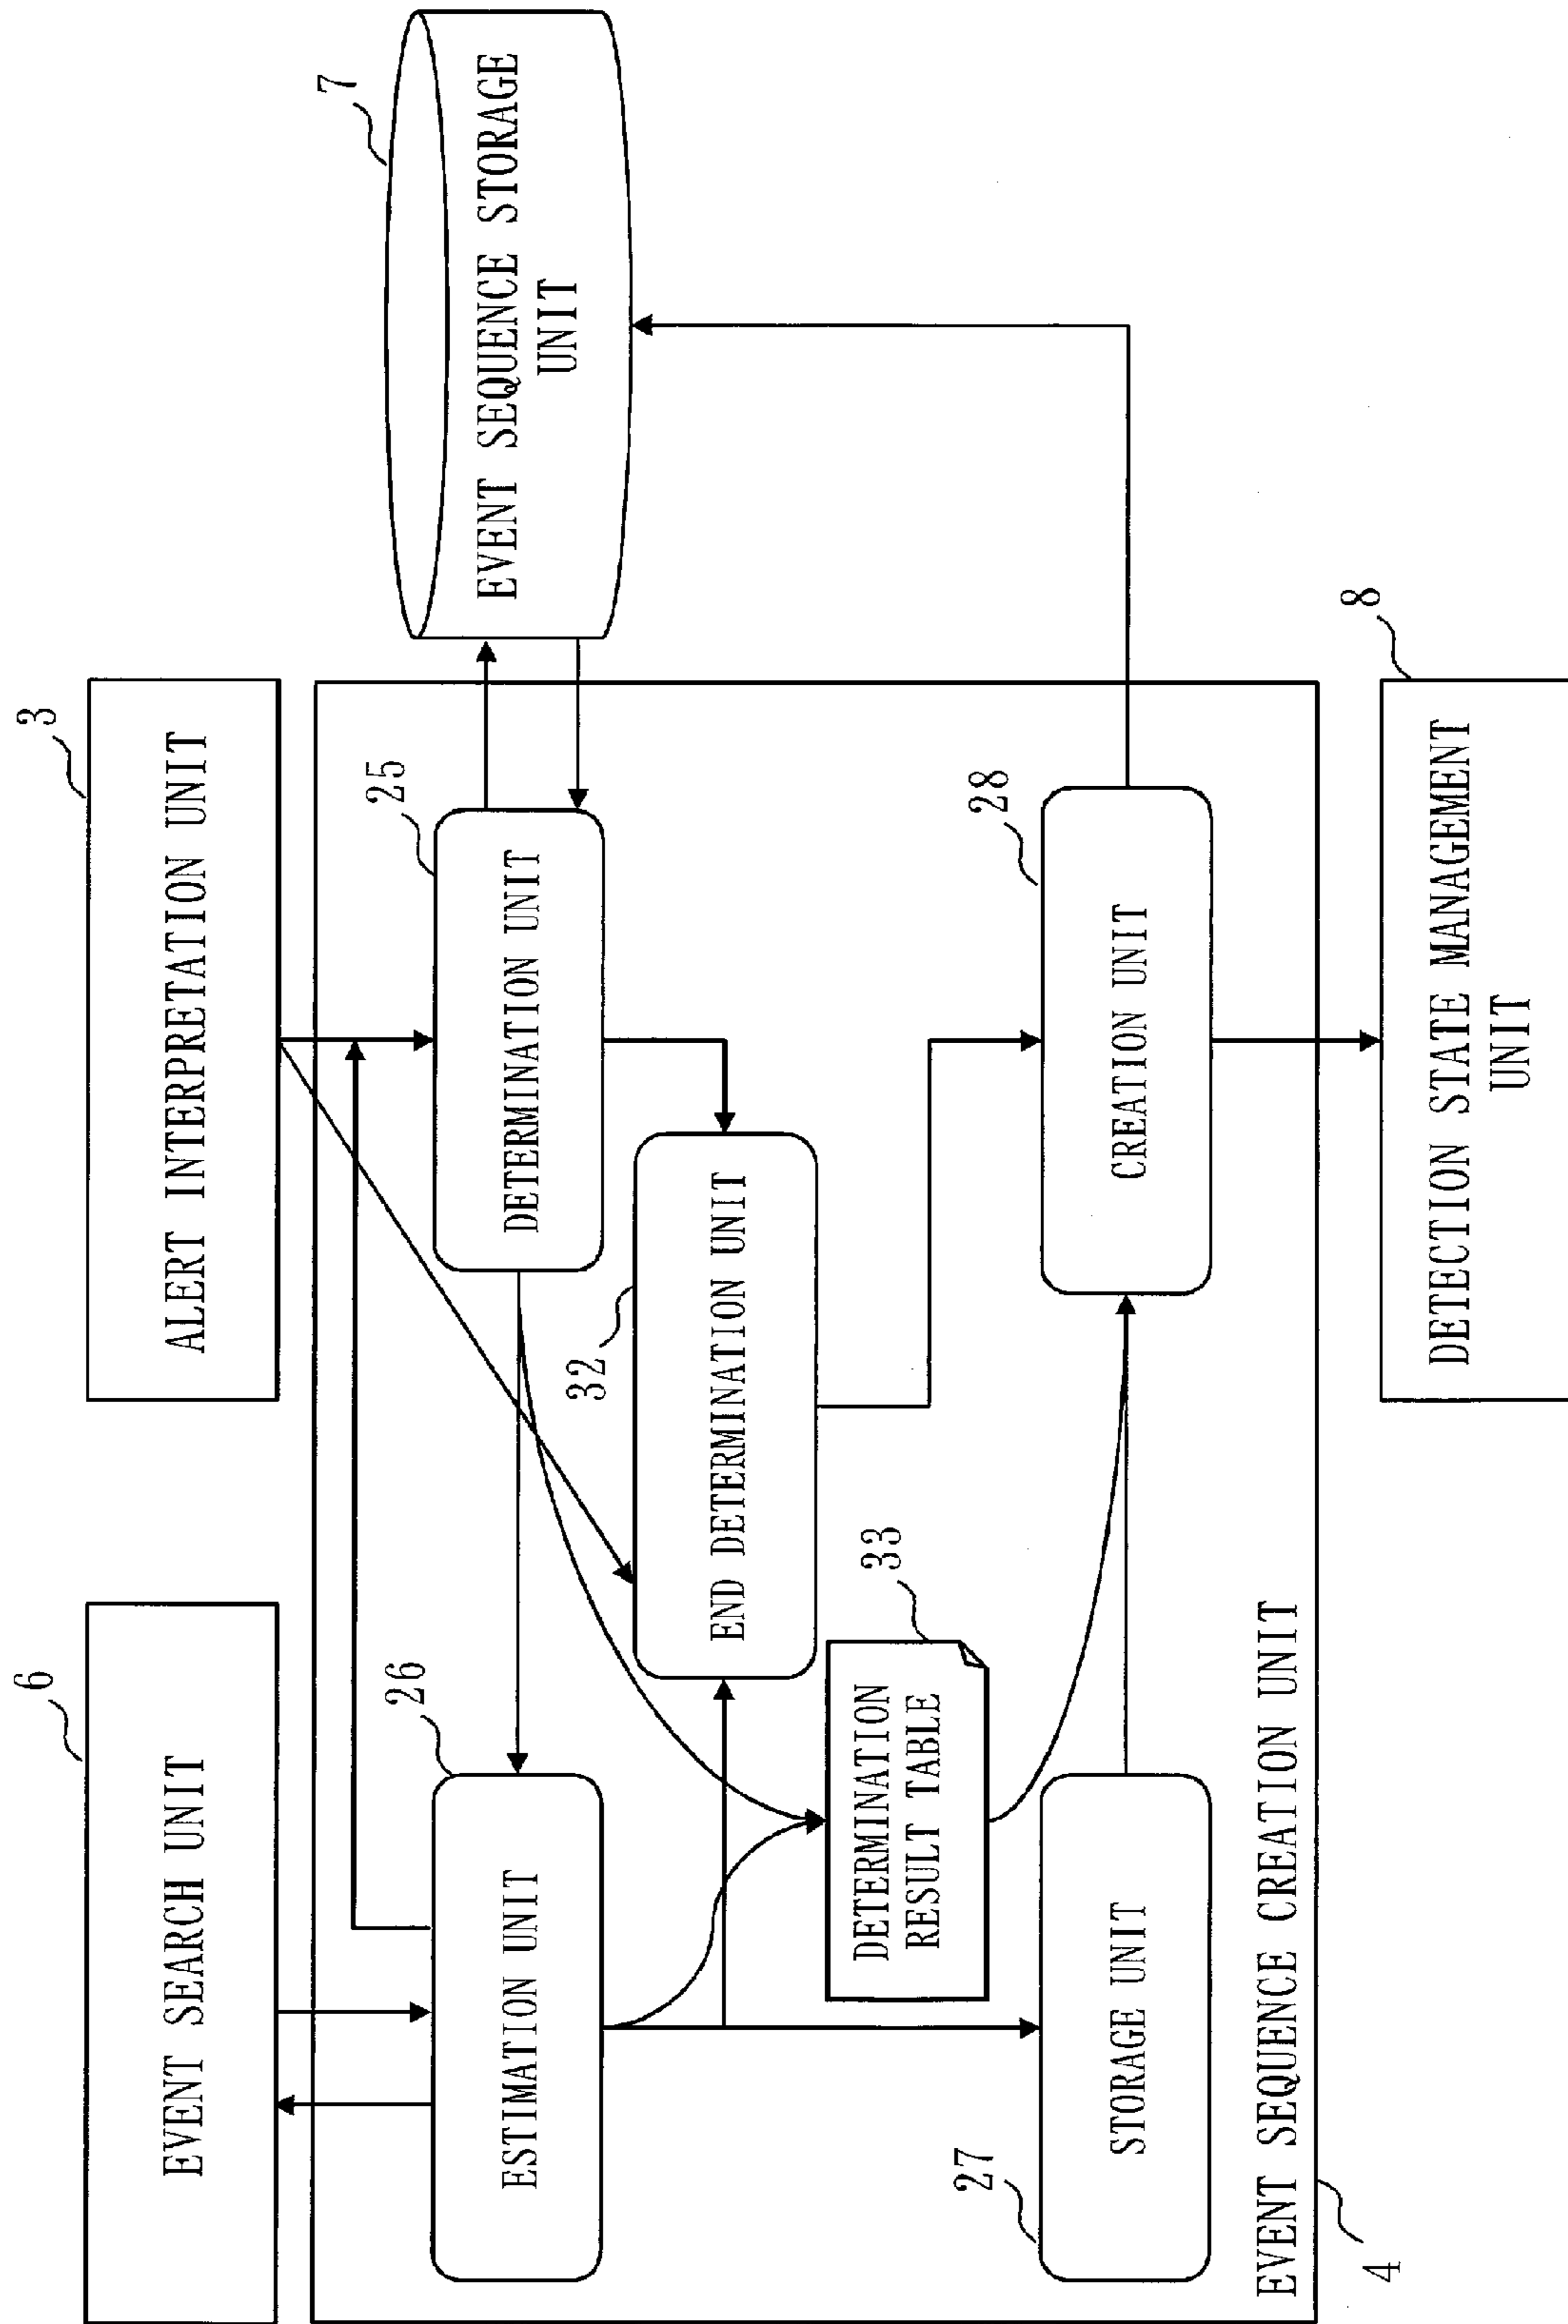 6
EVENT SEARCH UNIT
3
ALERT INTERPRETATION UNIT
7
EVENT SEQUENCE STORAGE
UNIT
26
ESTIMATION UNIT
25
DETERMINATION UNIT
32
END DETERMINATION UNIT
33
DETERMINATION
RESULT TABLE
27
STORAGE UNIT
28
CREATION UNIT
EVENT SEQUENCE CREATION UNIT
4
8
DETECTION STATE MANAGEMENT
UNIT